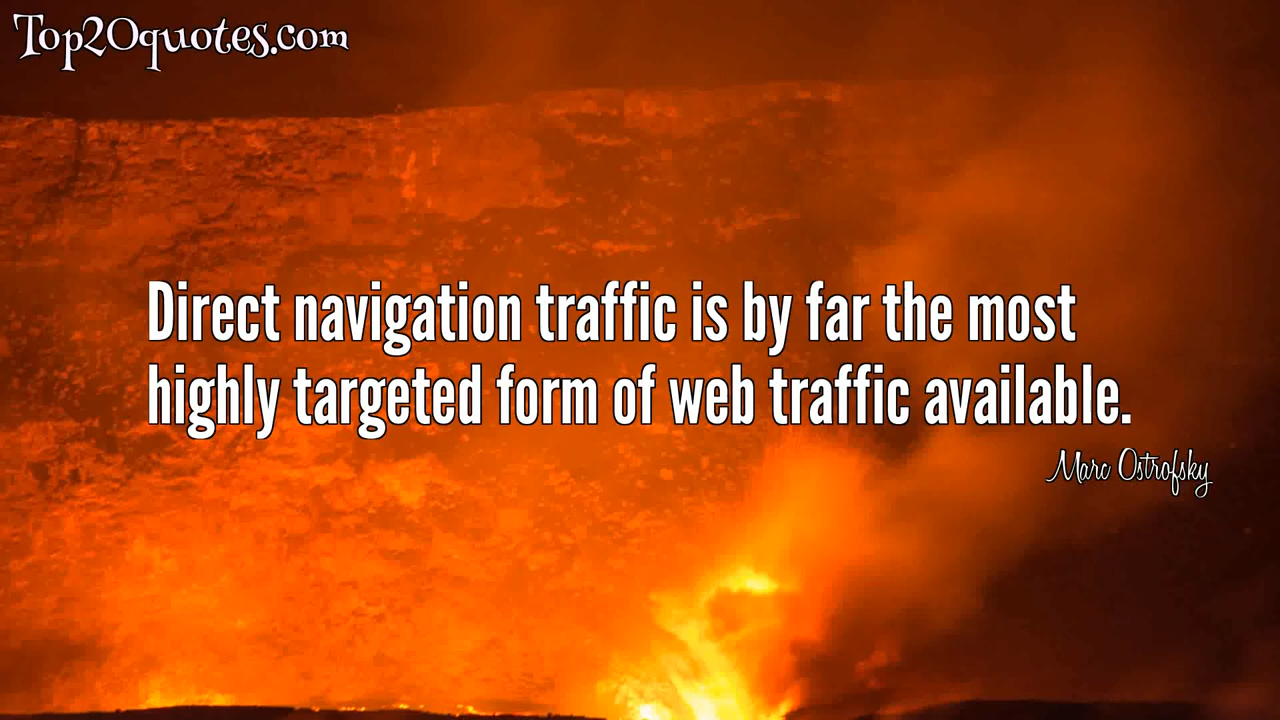 Top20quotes.com
Direct navigation traffic is by far the most
highly targeted form of web traffic available.
Marc Ostrofsky